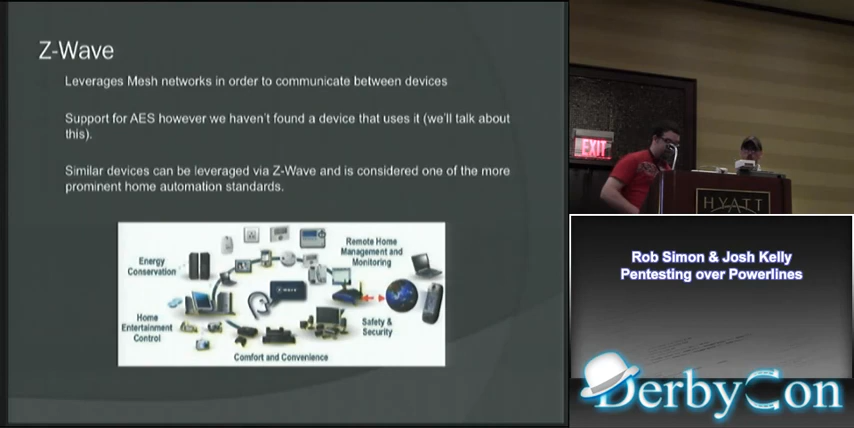 Z-Wave
Leverages Mesh networks in order to communicate between devices
Support for AES however we haven't found a device that uses it (we'll talk about
this).
Similar devices can be leveraged via Z-Wave and is considered one of the more
prominent home automation standards.
Energy
Conservation
Remote Home
Management and
Monitoring
Home
Entertainment
Control
Safety &
Security
Comfort and Convenience
EXIT
HYATT
Rob Simon & Josh Kelly
Pentesting over Powerlines
DerbyCon